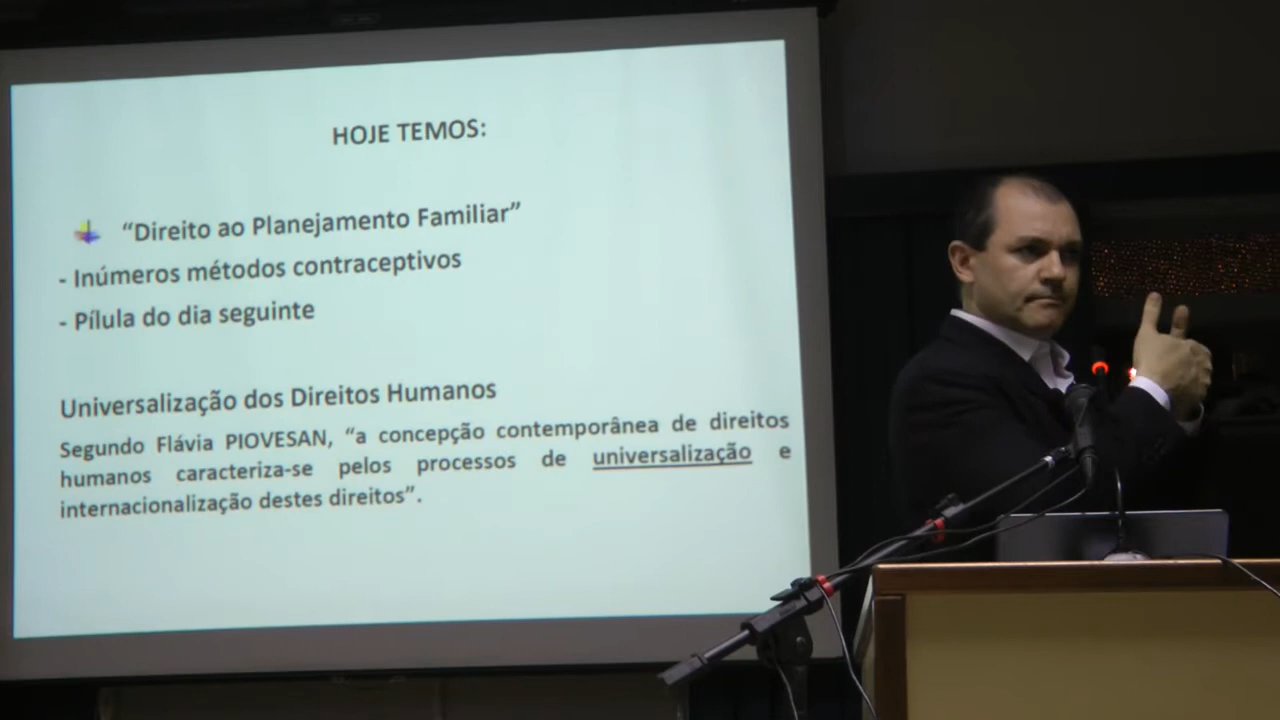 HOJE TEMOS:
“Direito ao Planejamento Familiar”
- Inúmeros métodos contraceptivos
- Pílula do dia seguinte
Universalização dos Direitos Humanos
Segundo Flávia PIOVESAN, “a concepção contemporânea de direitos
humanos caracteriza-se pelos processos de universalização e
internacionalização destes direitos”.